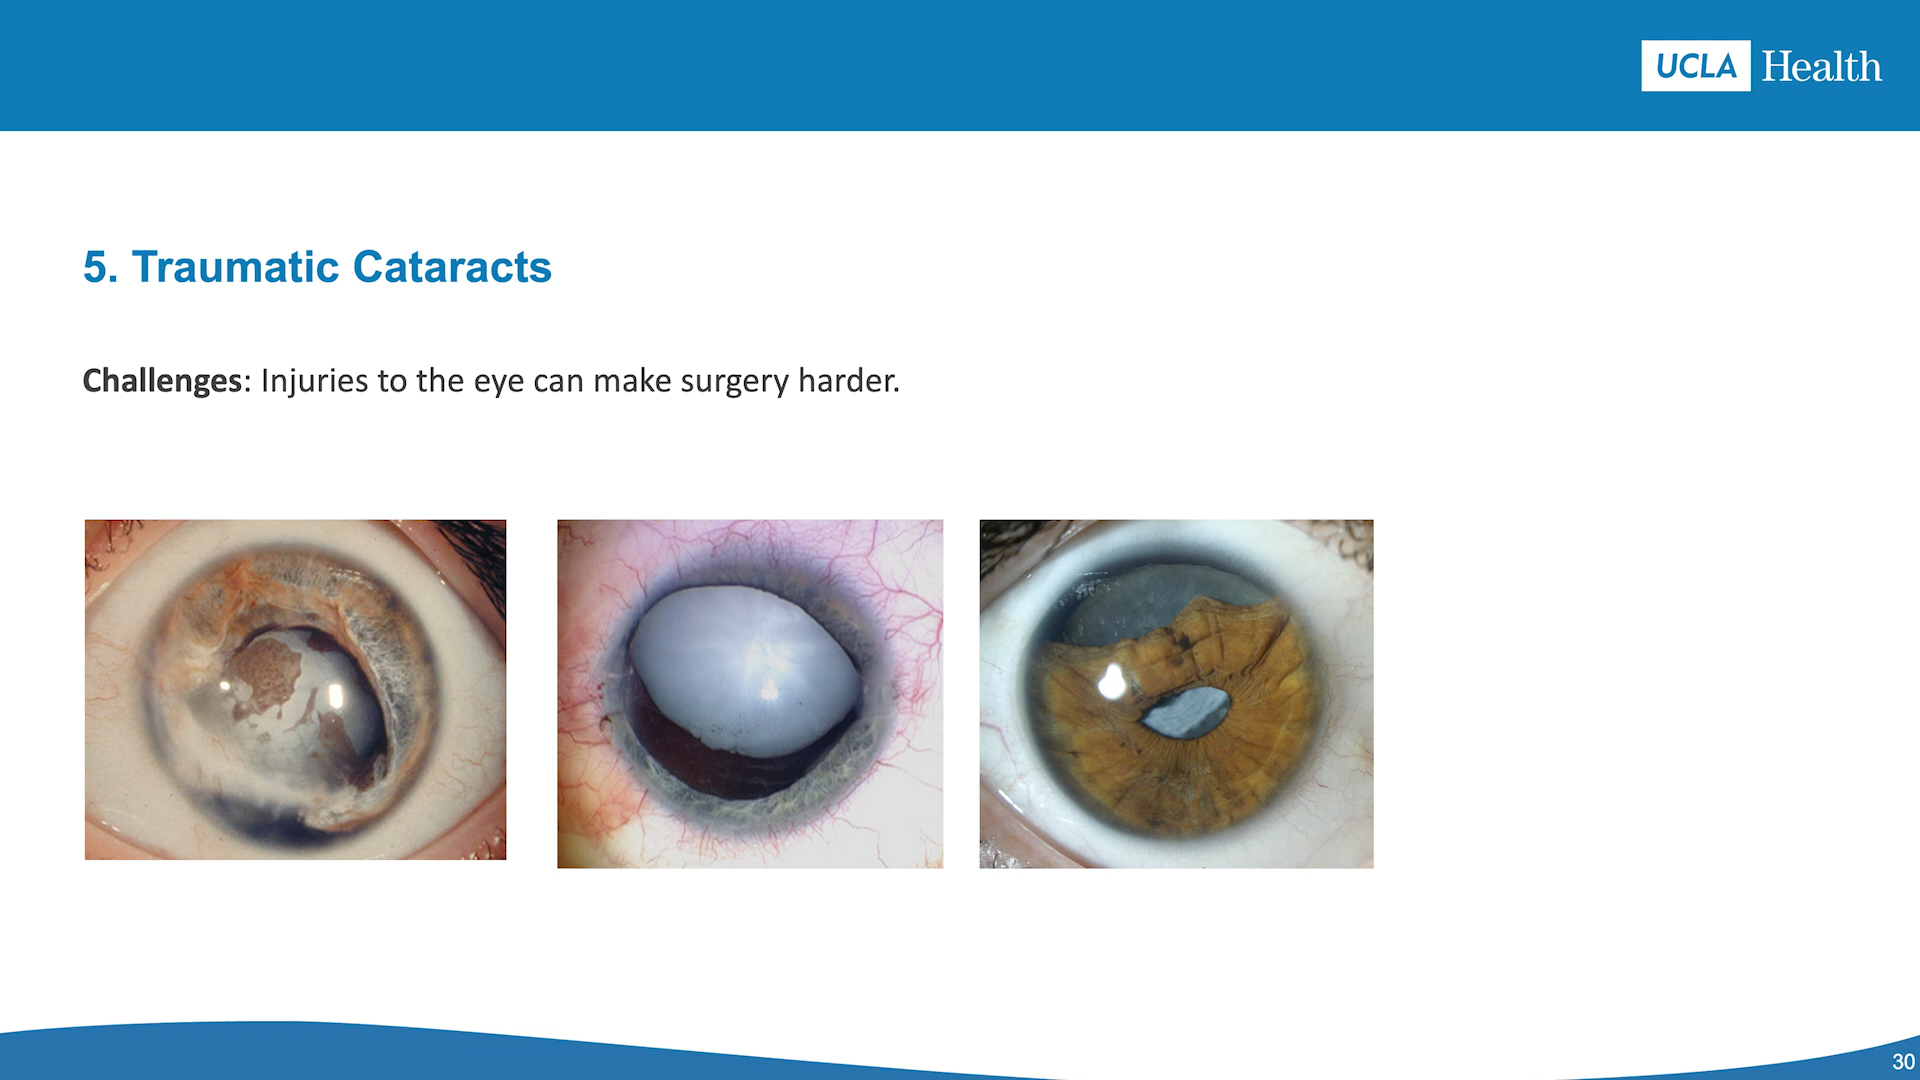 UCLA Health
5. Traumatic Cataracts
Challenges: Injuries to the eye can make surgery harder.
30